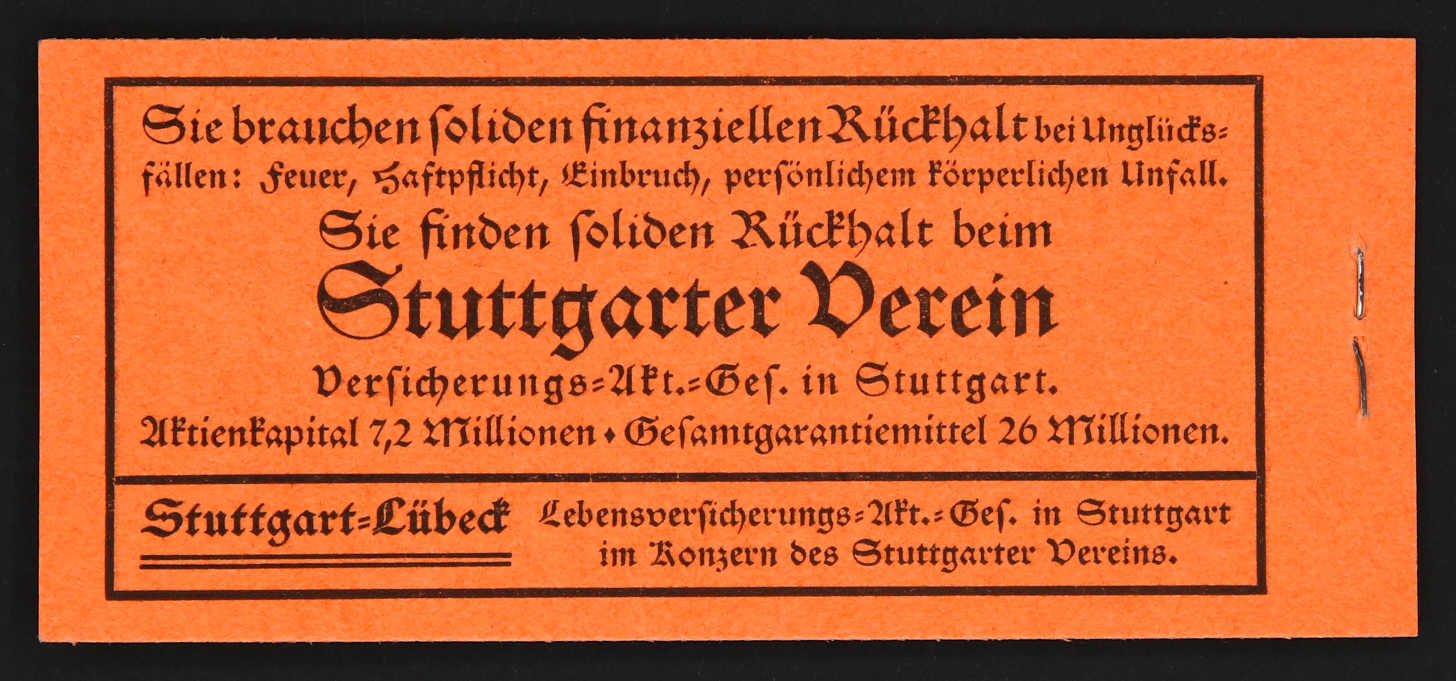 Sie brauchen soliden finanziellen Rückhalt bei Unglücks-
fällen: Feuer, Haftpflicht, Einbruch, persönlichem körperlichen Unfall.
Sie finden soliden Rückhalt beim
Stuttgarter Verein
Versicherungs-Akt.-Ges. in Stuttgart.
Aktienkapital 7,2 Millionen ⬧ Gesamtgarantiemittel 26 Millionen.
Stuttgart-Lübeck Lebensversicherungs-Akt.-Ges. in Stuttgart
im Konzern des Stuttgarter Vereins.